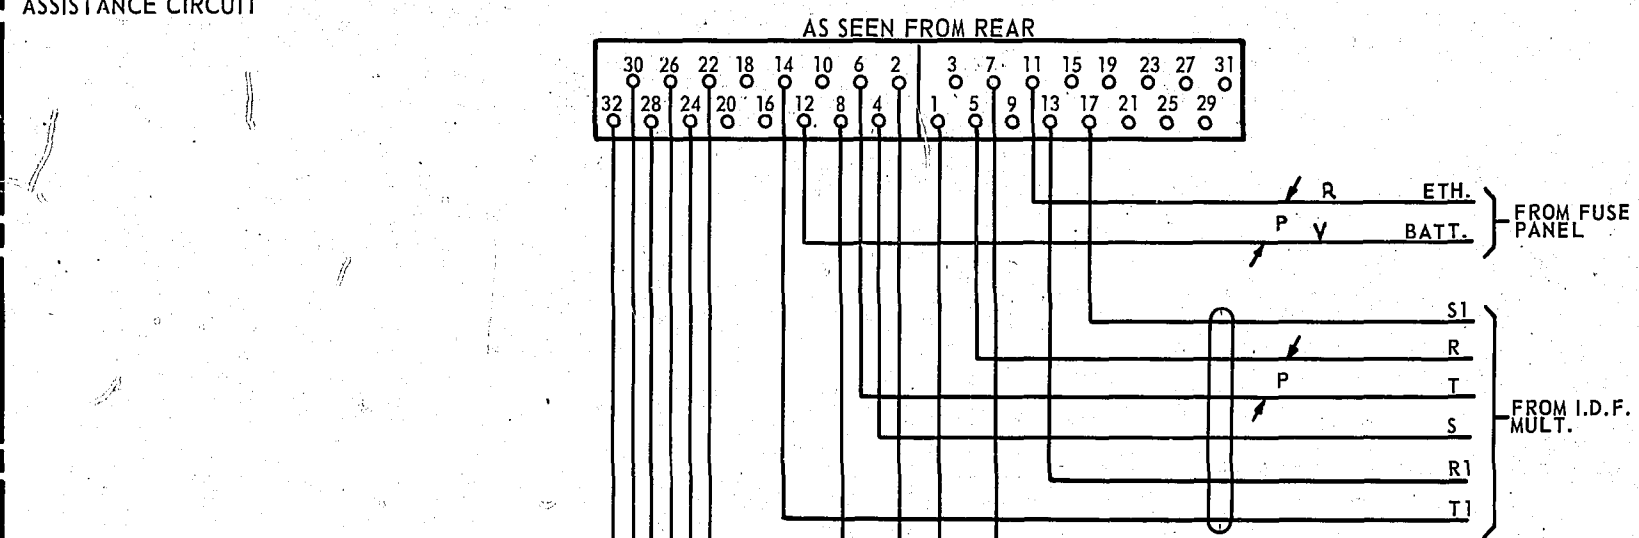 ASSISTANCE CIRCUIT
AS SEEN FROM REAR
30 26 22 18 14 10 6 2 3 7 11 15 19 23 27 31
32 28 24 20 16 12 8 4 1 5 9 13 17 21 25 29
R ETH.
P V BATT.
FROM FUSE
PANEL
S1
R
P T
S
R1
T1
FROM I.D.F.
MULT.